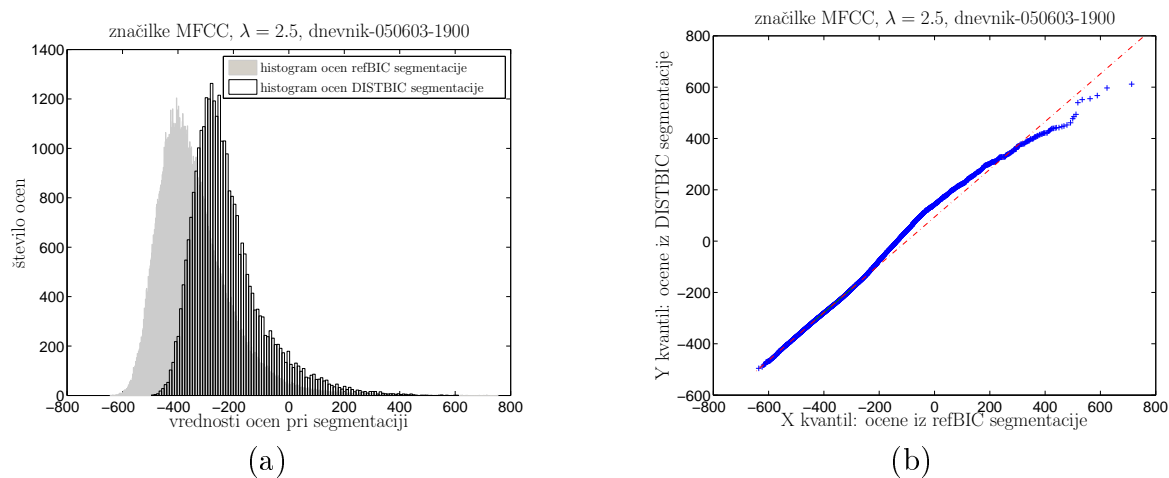 značilke MFCC, λ = 2.5, dnevnik-050603-1900
1400
1200
1000
800
600
400
200
0
število ocen
histogram ocen refBIC segmentacije
histogram ocen DISTBIC segmentacije
−800 −600 −400 −200 0 200 400 600 800
vrednosti ocen pri segmentaciji
(a)
značilke MFCC, λ = 2.5, dnevnik-050603-1900
800
600
400
200
0
−200
−400
−600
Y kvantil: ocene iz DISTBIC segmentacije
−800 −600 −400 −200 0 200 400 600 800
X kvantil: ocene iz refBIC segmentacije
(b)